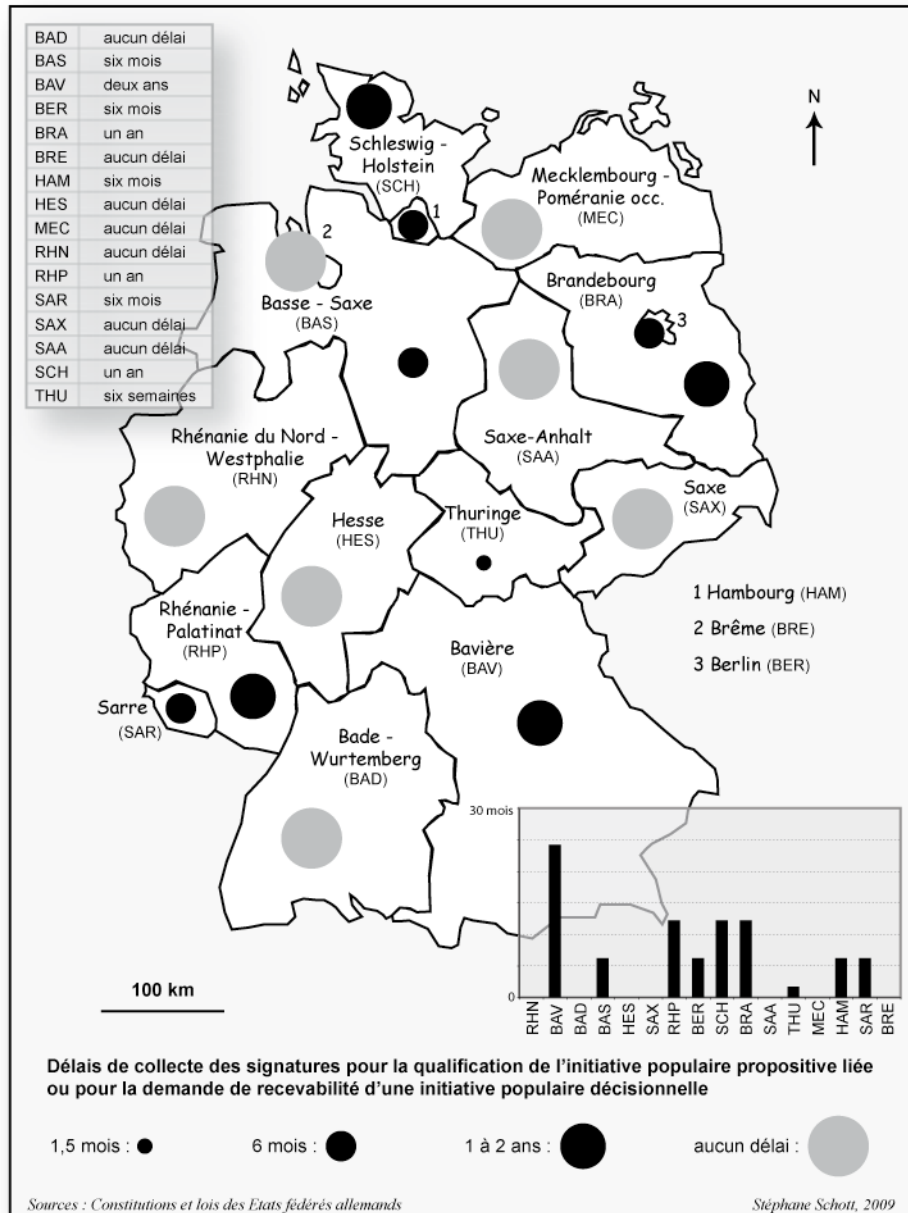 BAD aucun délai
BAS six mois
BAV deux ans
BER six mois
BRA un an
BRE aucun délai
HAM six mois
HES aucun délai
MEC aucun délai
RHN aucun délai
RHP un an
SAR six mois
SAX aucun délai
SAA aucun délai
SCH un an
THU six semaines
N
Schleswig -
Holstein
(SCH)
Mecklembourg -
Poméranie occ.
(MEC)
1
2
Basse - Saxe
(BAS)
Brandebourg
(BRA)
3
Rhénanie du Nord -
Westphalie
(RHN)
Saxe-Anhalt
(SAA)
Hesse
(HES)
Thuringe
(THU)
Saxe
(SAX)
Rhénanie -
Palatinat
(RHP)
Sarre
(SAR)
Bavière
(BAV)
Bade -
Wurtemberg
(BAD)
1 Hambourg (HAM)
2 Brême (BRE)
3 Berlin (BER)
30 mois
0
RHN BAV BAD BAS HES SAX RHP BER SCH BRA SAA THU MEC HAM SAR BRE
100 km
Délais de collecte des signatures pour la qualification de l'initiative populaire propositive liée
ou pour la demande de recevabilité d'une initiative populaire décisionnelle
1,5 mois : 6 mois : 1 à 2 ans : aucun délai :
Sources : Constitutions et lois des Etats fédérés allemands Stéphane Schott, 2009